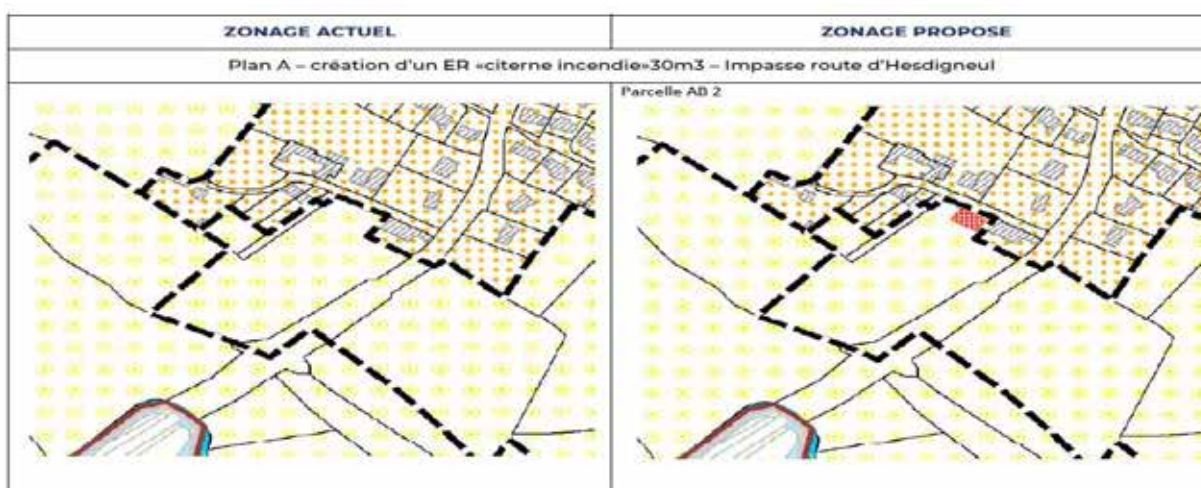 ZONAGE ACTUEL
ZONAGE PROPOSE
Plan A – création d'un ER «citerne incendie»30m3 – Impasse route d'Hesdigneul
Parcelle AB 2